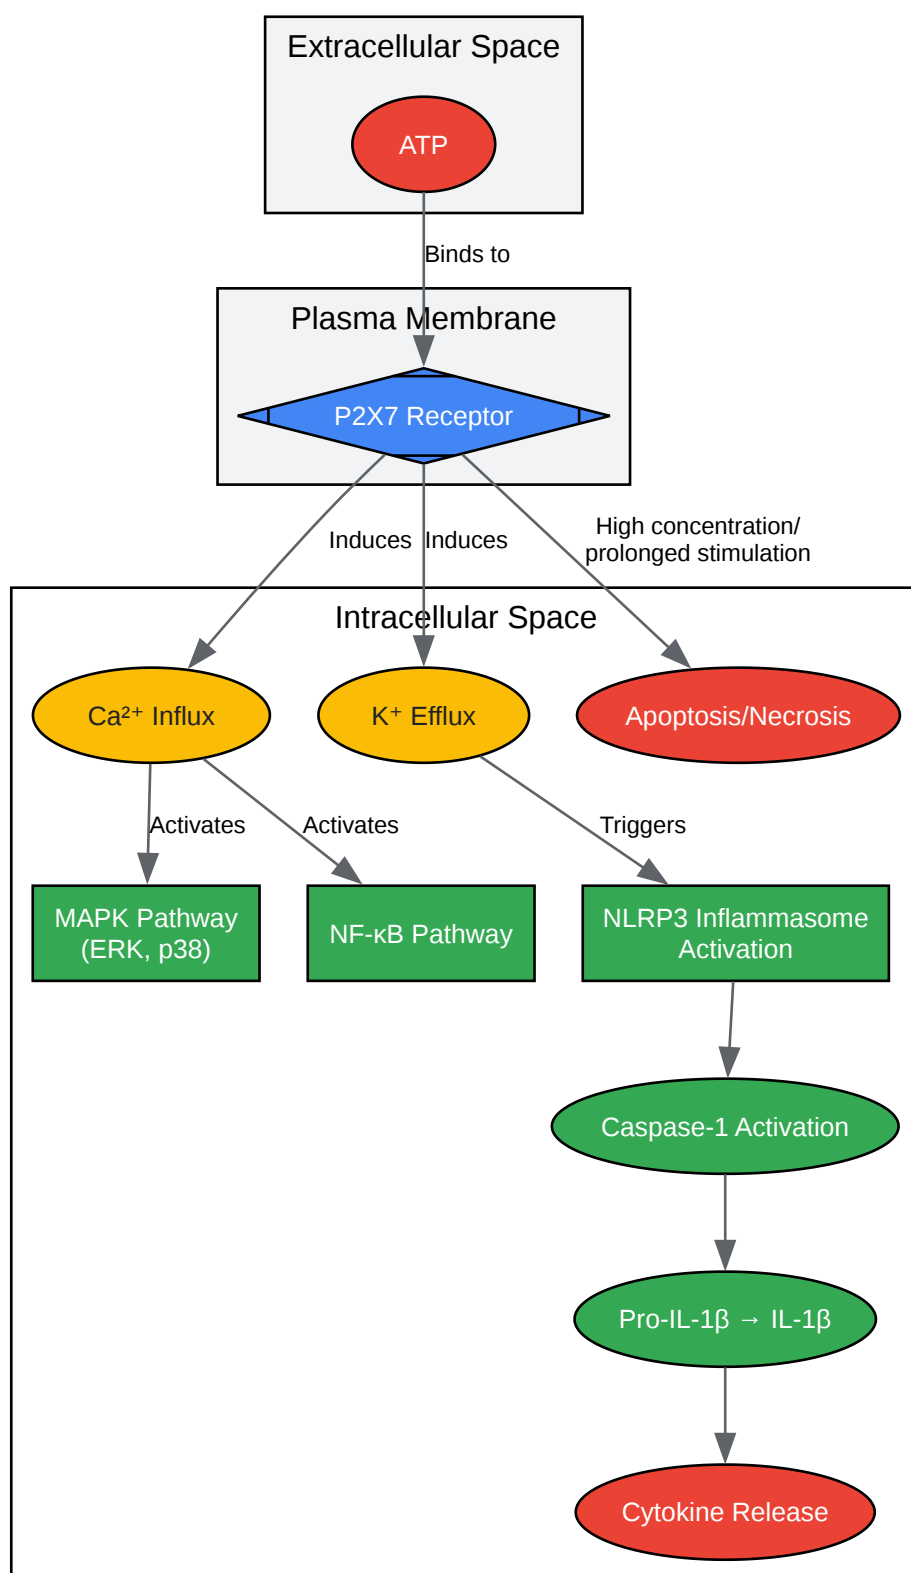 Extracellular Space
ATP
Binds to
Plasma Membrane
P2X7 Receptor
Induces
Induces
High concentration/
prolonged stimulation
Intracellular Space
Ca²⁺ Influx
K⁺ Efflux
Apoptosis/Necrosis
Activates
Activates
Triggers
MAPK Pathway
(ERK, p38)
NF-κB Pathway
NLRP3 Inflammasome
Activation
Caspase-1 Activation
Pro-IL-1β → IL-1β
Cytokine Release